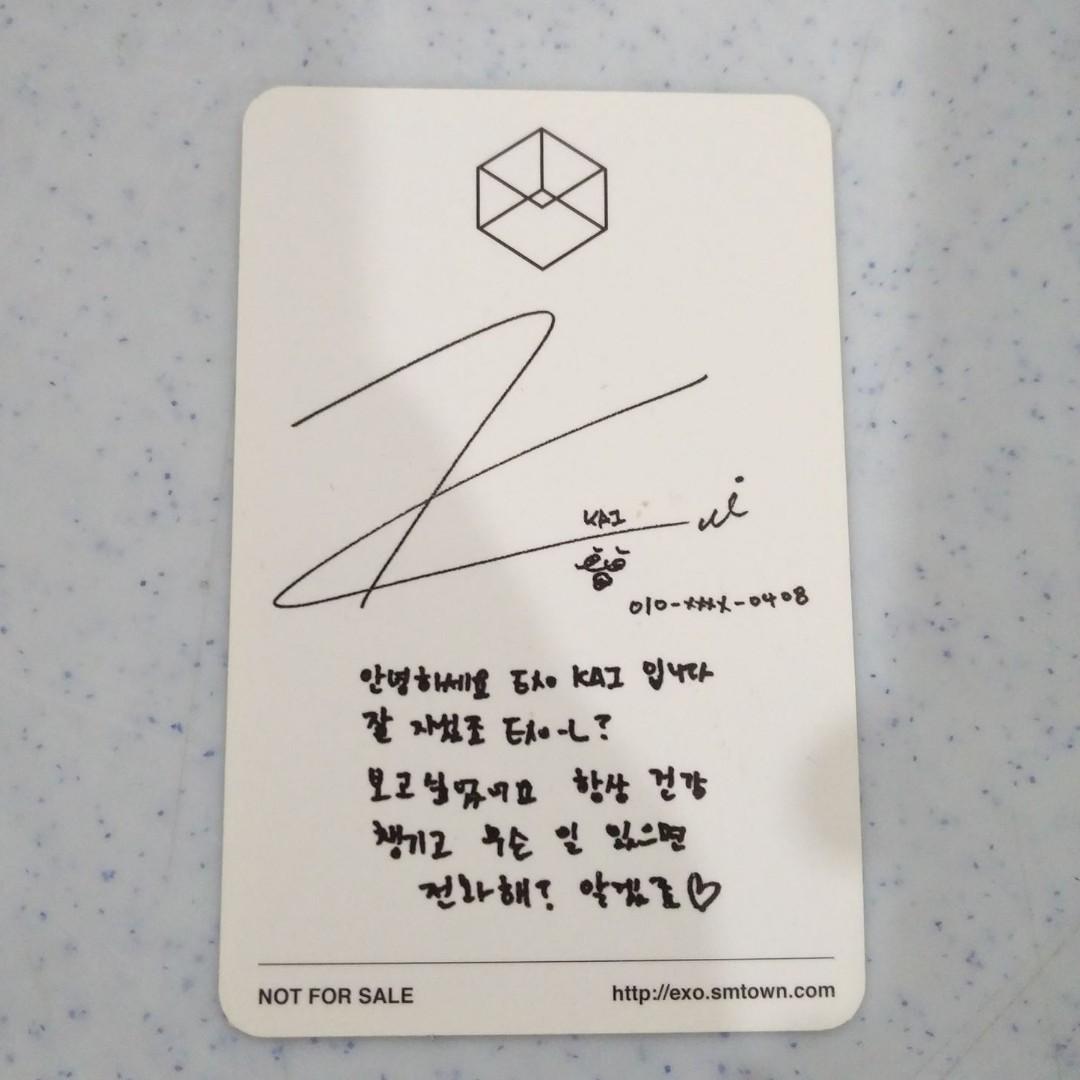 KAI
010-xxxx-0408
안녕하세요 EXO KAI 입니다
잘 지냈죠 EXO-L?
보고싶었어요 항상 건강
챙기고 무슨 일 있으면
전화해? 알겠죠♡
NOT FOR SALE
http://exo.smtown.com